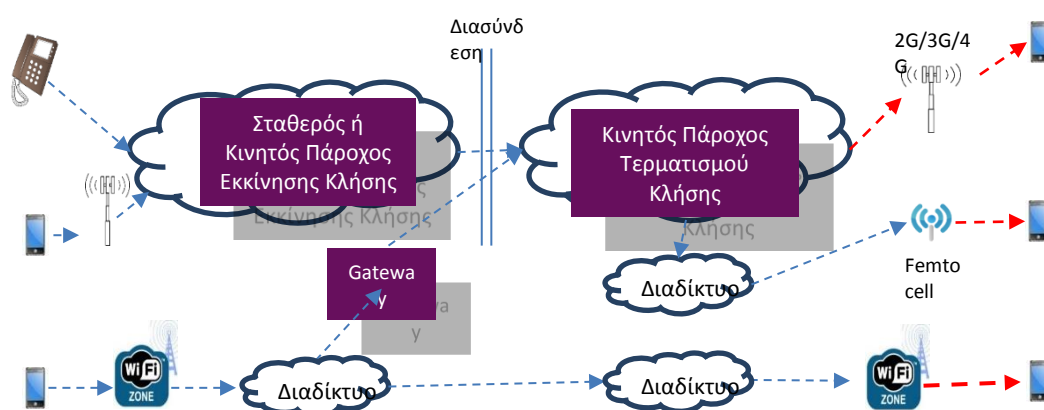 Διασύνδ
εση
2G/3G/4
G
Σταθερός ή
Κινητός Πάροχος
Εκκίνησης Κλήσης
Εκκίνησης Κλήσης
Κινητός Πάροχος
Τερματισμού
Κλήσης
Κλήσης
Gatewa
y
y
Διαδίκτυο
Femto
cell
Wi Fi
ZONE
Διαδίκτυο
Διαδίκτυο
Wi Fi
ZONE